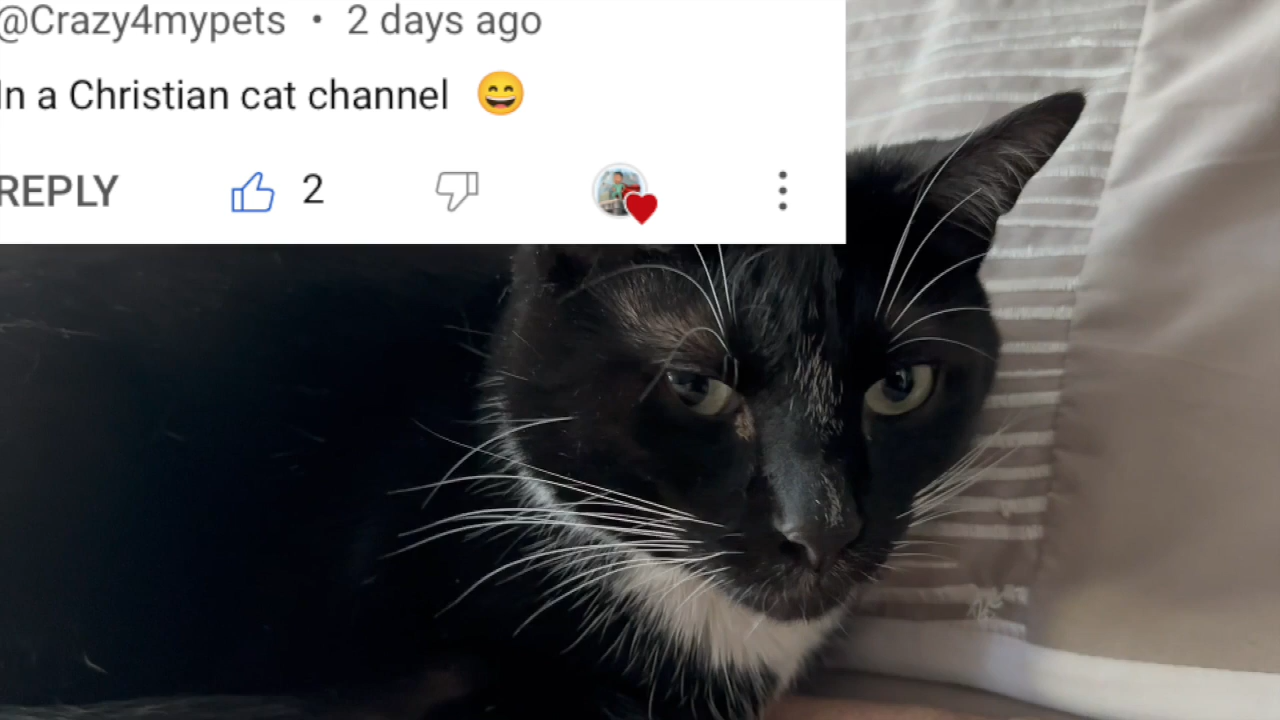 @Crazy4mypets • 2 days ago
In a Christian cat channel 😄
REPLY 2